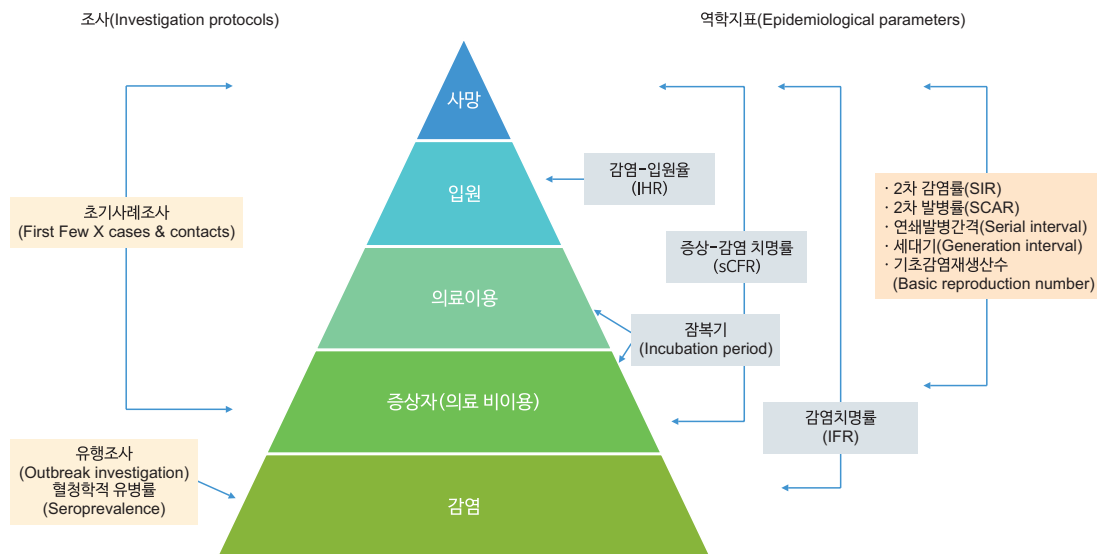 조사(Investigation protocols)
역학지표(Epidemiological parameters)
사망
입원
의료이용
증상자(의료 비이용)
감염
초기사례조사
(First Few X cases & contacts)
유행조사
(Outbreak investigation)
혈청학적 유병률
(Seroprevalence)
감염-입원율
(IHR)
증상-감염 치명률
(sCFR)
잠복기
(Incubation period)
감염치명률
(IFR)
· 2차 감염률(SIR)
· 2차 발병률(SCAR)
· 연쇄발병간격(Serial interval)
· 세대기(Generation interval)
· 기초감염재생산수
(Basic reproduction number)